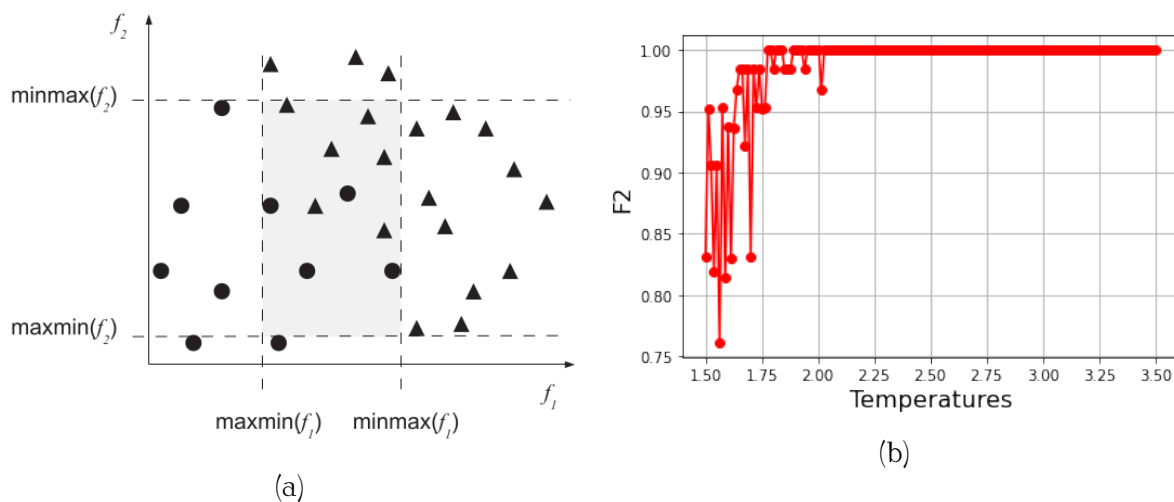 f₂
minmax(f₂)
maxmin(f₂)
f₁
maxmin(f₁) minmax(f₁)
(a)
1.00
0.95
0.90
0.85
0.80
0.75
F2
1.50 1.75 2.00 2.25 2.50 2.75 3.00 3.25 3.50
Temperatures
(b)